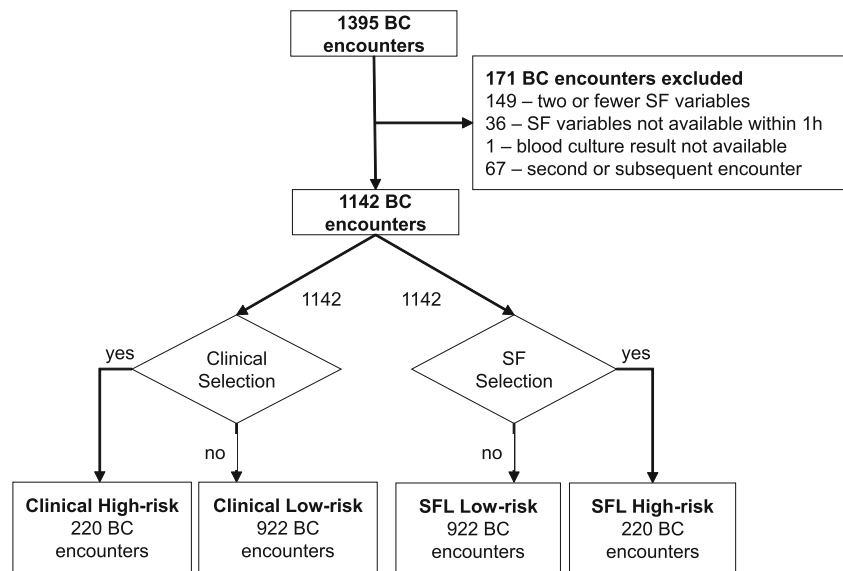 1395 BC
encounters
171 BC encounters excluded
149 – two or fewer SF variables
36 – SF variables not available within 1h
1 – blood culture result not available
67 – second or subsequent encounter
1142 BC
encounters
1142
1142
yes
Clinical
Selection
SF
Selection
yes
no
no
Clinical High-risk
220 BC
encounters
Clinical Low-risk
922 BC
encounters
SFL Low-risk
922 BC
encounters
SFL High-risk
220 BC
encounters